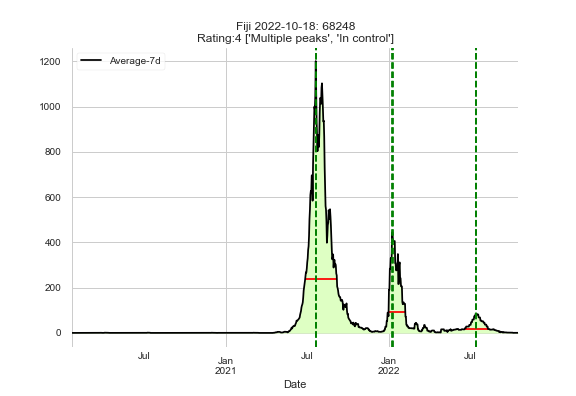 Fiji 2022-10-18: 68248
Rating:4 ['Multiple peaks', 'In control']
Average-7d
1200
1000
800
600
400
200
0
Jul
Jan
2021
Jul
Jan
2022
Jul
Date